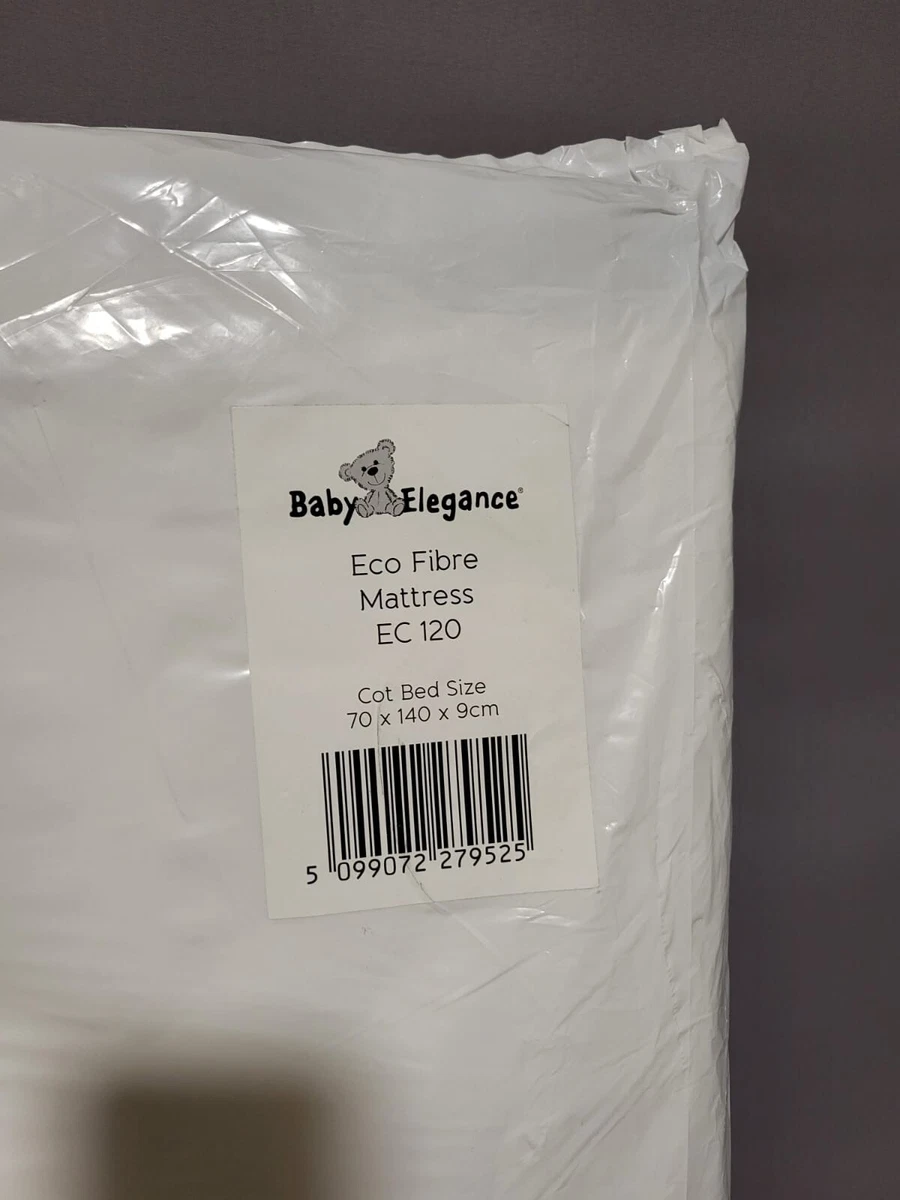 Baby Elegance®
Eco Fibre
Mattress
EC 120
Cot Bed Size
70 x 140 x 9cm
5 099072 279525